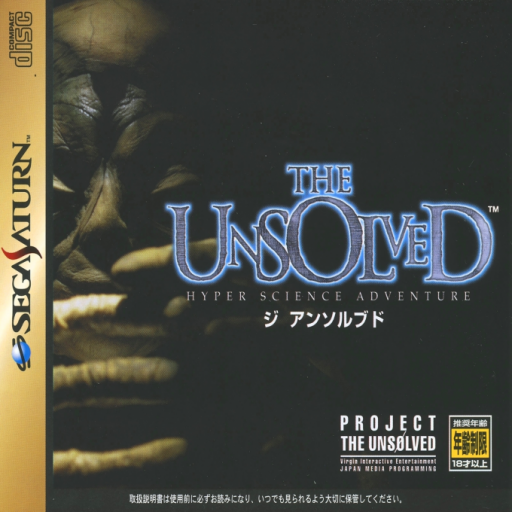 COMPACT
disc
SEGA SATURN™
THE
UNSOLVED™
HYPER SCIENCE ADVENTURE
ジ アンソルブド
PROJECT
THE UNSØLVED
Virgin Interactive Entertainment
JAPAN MEDIA PROGRAMMING
推奨年齢
年齢制限
18才以上
取扱説明書は使用前に必ずお読みになり、いつでも見られるよう大切に保管してください。